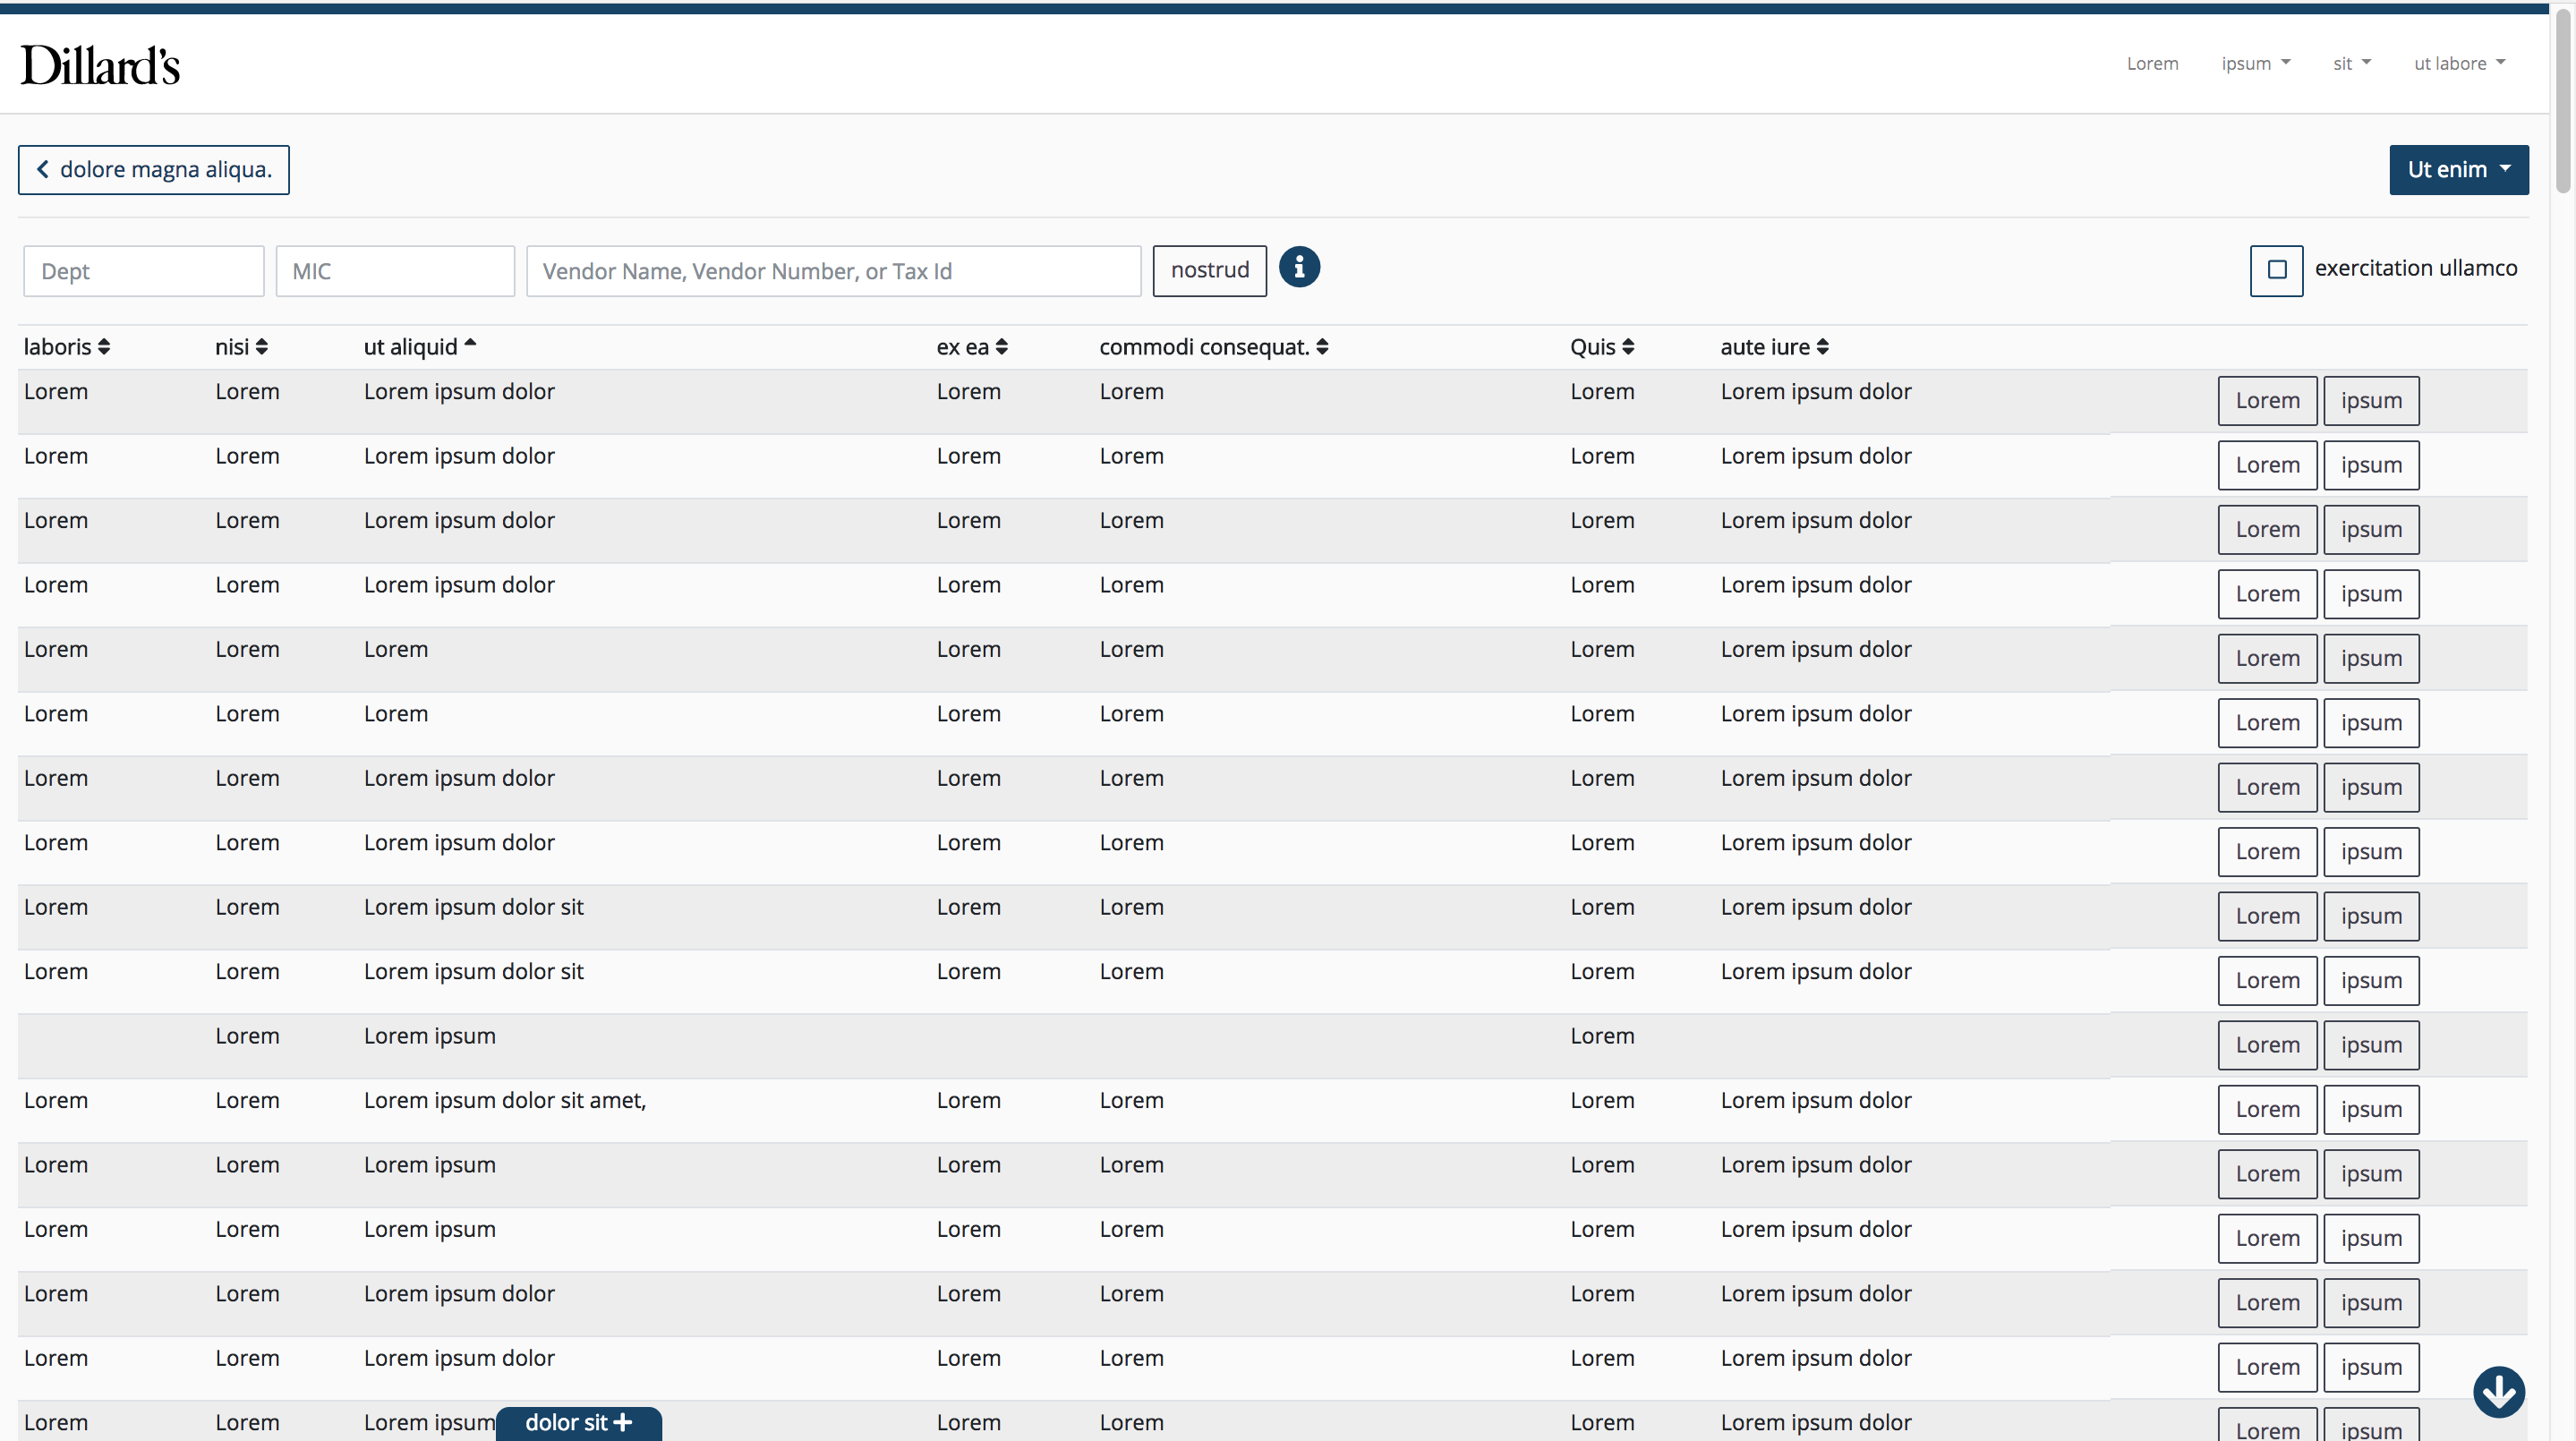 Dillard's
Lorem ipsum sit ut labore
dolore magna aliqua. Ut enim
Dept MIC Vendor Name, Vendor Number, or Tax Id nostrud exercitation ullamco
laboris nisi ut aliquid ex ea commodi consequat. Quis aute iure
Lorem Lorem Lorem ipsum dolor Lorem Lorem Lorem Lorem ipsum dolor Lorem ipsum
Lorem Lorem Lorem ipsum dolor Lorem Lorem Lorem Lorem ipsum dolor Lorem ipsum
Lorem Lorem Lorem ipsum dolor Lorem Lorem Lorem Lorem ipsum dolor Lorem ipsum
Lorem Lorem Lorem ipsum dolor Lorem Lorem Lorem Lorem ipsum dolor Lorem ipsum
Lorem Lorem Lorem Lorem Lorem Lorem Lorem ipsum dolor Lorem ipsum
Lorem Lorem Lorem Lorem Lorem Lorem Lorem ipsum dolor Lorem ipsum
Lorem Lorem Lorem ipsum dolor Lorem Lorem Lorem Lorem ipsum dolor Lorem ipsum
Lorem Lorem Lorem ipsum dolor Lorem Lorem Lorem Lorem ipsum dolor Lorem ipsum
Lorem Lorem Lorem ipsum dolor sit Lorem Lorem Lorem Lorem ipsum dolor Lorem ipsum
Lorem Lorem Lorem ipsum dolor sit Lorem Lorem Lorem Lorem ipsum dolor Lorem ipsum
Lorem Lorem ipsum Lorem Lorem ipsum
Lorem Lorem Lorem ipsum dolor sit amet, Lorem Lorem Lorem Lorem ipsum dolor Lorem ipsum
Lorem Lorem Lorem ipsum Lorem Lorem Lorem Lorem ipsum dolor Lorem ipsum
Lorem Lorem Lorem ipsum Lorem Lorem Lorem Lorem ipsum dolor Lorem ipsum
Lorem Lorem Lorem ipsum dolor Lorem Lorem Lorem Lorem ipsum dolor Lorem ipsum
Lorem Lorem Lorem ipsum dolor Lorem Lorem Lorem Lorem ipsum dolor Lorem ipsum
Lorem Lorem Lorem ipsum dolor sit Lorem Lorem Lorem Lorem ipsum dolor Lorem ipsum